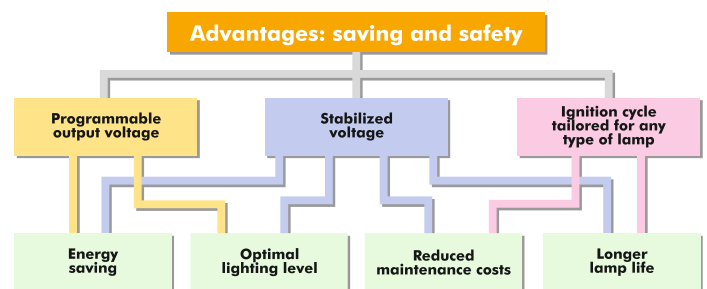 Advantages: saving and safety
Programmable
output voltage
Stabilized
voltage
Ignition cycle
tailored for any
type of lamp
Energy
saving
Optimal
lighting level
Reduced
maintenance costs
Longer
lamp life